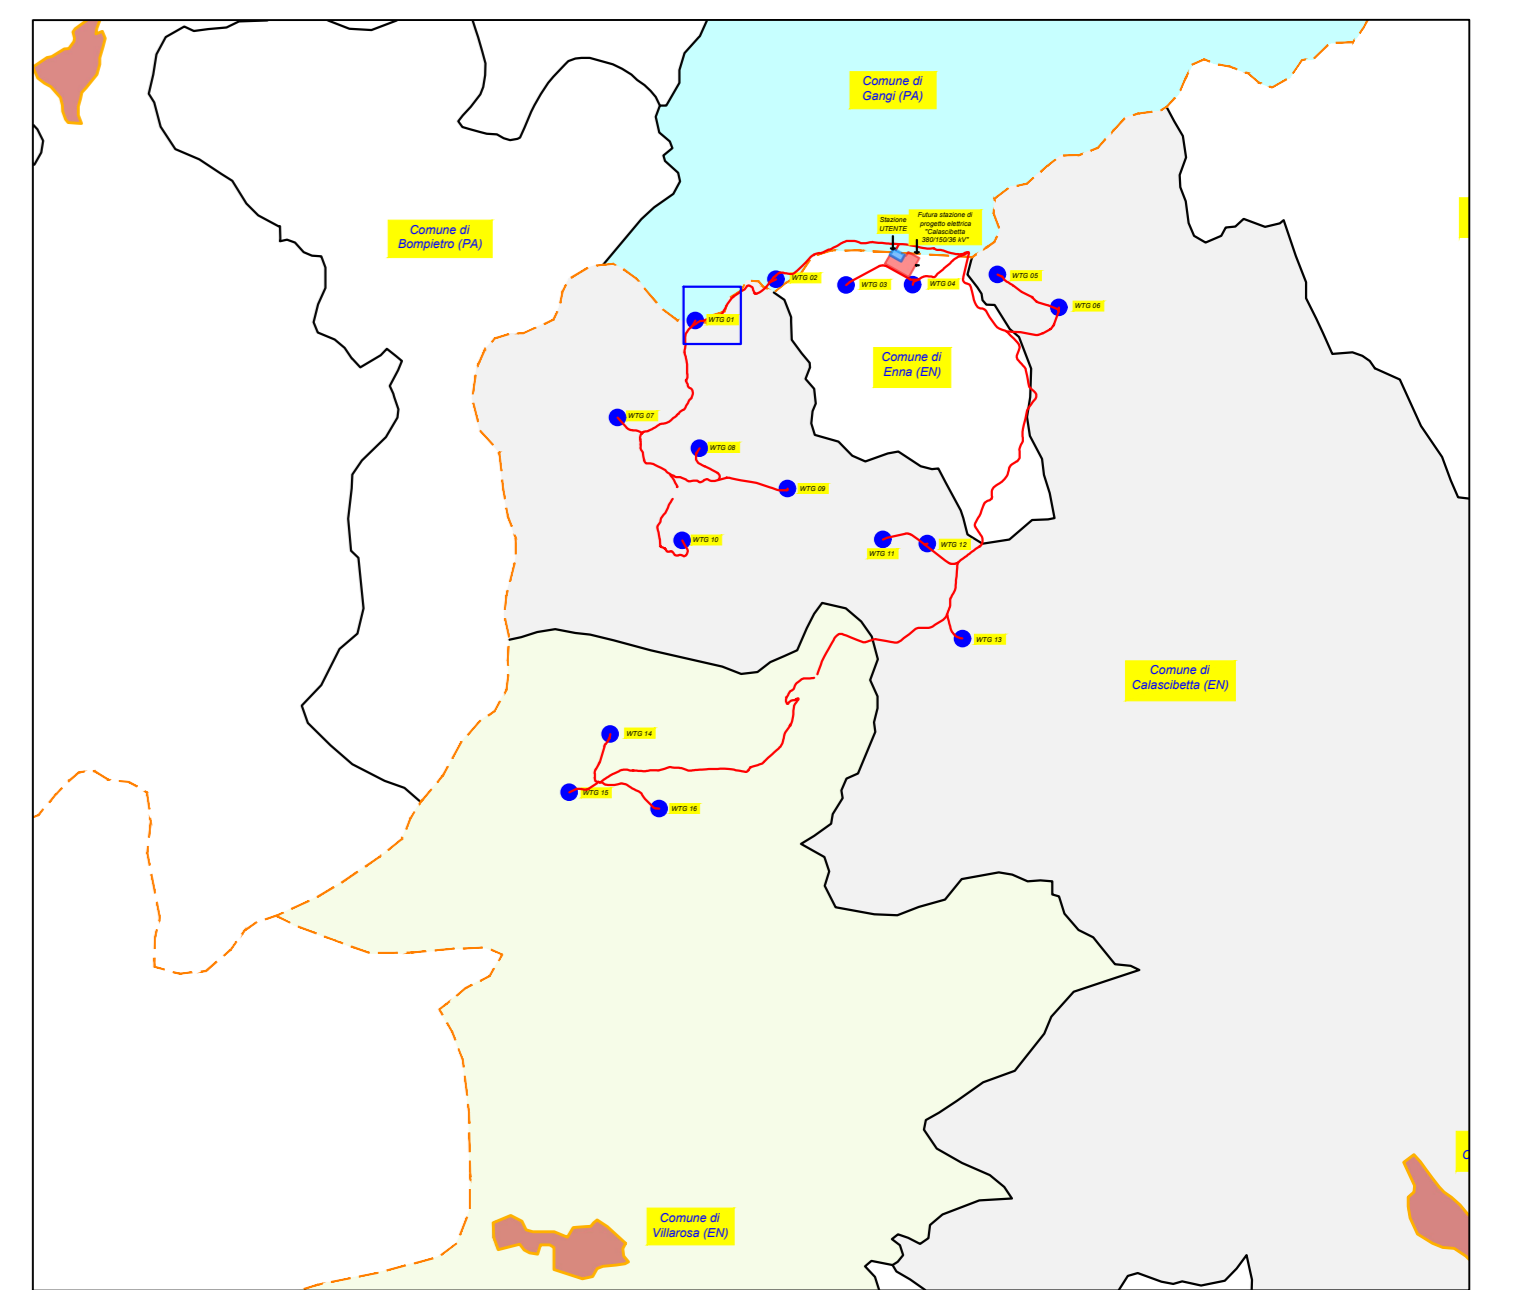 Comune di
Gangi (PA)
Comune di
Bompietro (PA)
Stazione
UTENTE
Futura stazione di
progetto elettrica
"Calascibetta
380/150/36 kV"
WTG 02
WTG 03
WTG 04
WTG 05
WTG 06
WTG 01
Comune di
Enna (EN)
WTG 07
WTG 08
WTG 09
WTG 10
WTG 11
WTG 12
WTG 13
Comune di
Calascibetta (EN)
WTG 14
WTG 15
WTG 16
Comune di
Villarosa (EN)